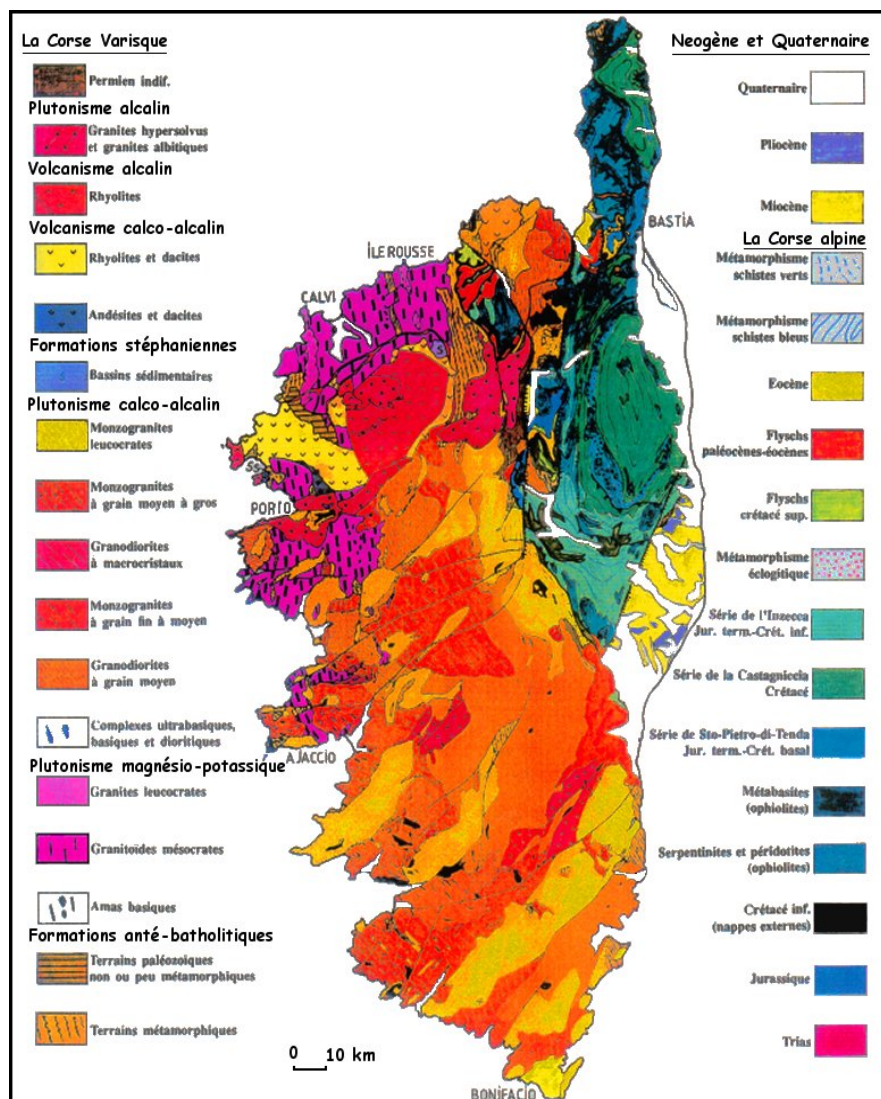 La Corse Varisque
Permien indif.
Plutonisme alcalin
Granites hypersolvus
et granites albitiques
Volcanisme alcalin
Rhyolites
Volcanisme calco-alcalin
Rhyolites et dacites
Andésites et dacites
Formations stéphaniennes
Bassins sédimentaires
Plutonisme calco-alcalin
Monzogranites
leucocrates
Monzogranites
à grain moyen à gros
Granodiorites
à macrocristaux
Monzogranites
à grain fin à moyen
Granodiorites
à grain moyen
Complexes ultrabasiques,
basiques et dioritiques
Plutonisme magnésio-potassique
Granites leucocrates
Granitoïdes mésocrates
Amas basiques
Formations anté-batholitiques
Terrains paléozoiques
non ou peu métamorphiques
Terrains métamorphiques
BASTIA
ÎLE ROUSSE
CALVI
PORTO
AJACCIO
BONIFACIO
0 10 km
Neogène et Quaternaire
Quaternaire
Pliocène
Miocène
La Corse alpine
Métamorphisme
schistes verts
Métamorphisme
schistes bleus
Eocène
Flyschs
paléocènes-éocènes
Flyschs
crétacé sup.
Métamorphisme
éclogitique
Série de l'Inzecca
Jur. term.-Crét. inf.
Série de la Castagniccia
Crétacé
Série de Sto-Pietro-di-Tenda
Jur. term.-Crét. basal
Métabasites
(ophiolites)
Serpentinites et péridotites
(ophiolites)
Crétacé inf.
(nappes externes)
Jurassique
Trias